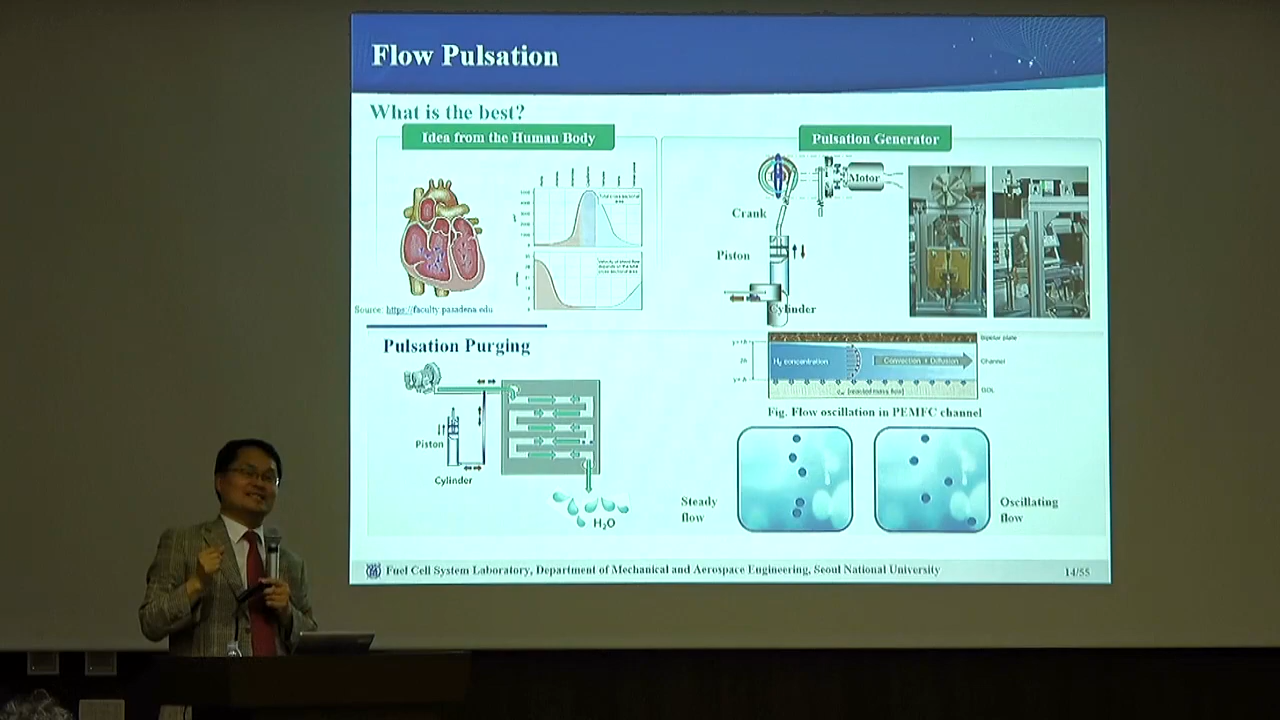 Flow Pulsation
What is the best?
Idea from the Human Body
Source: https://faculty.pasadena.edu
Pulsation Generator
Motor
Crank
Piston
Cylinder
Pulsation Purging
Piston
Cylinder
H₂O
Bipolar plate
H₂ concentration
Convection + Diffusion
Channel
GDL
Fig. Flow oscillation in PEMFC channel
Steady
flow
Oscillating
flow
Fuel Cell System Laboratory, Department of Mechanical and Aerospace Engineering, Seoul National University
14/55